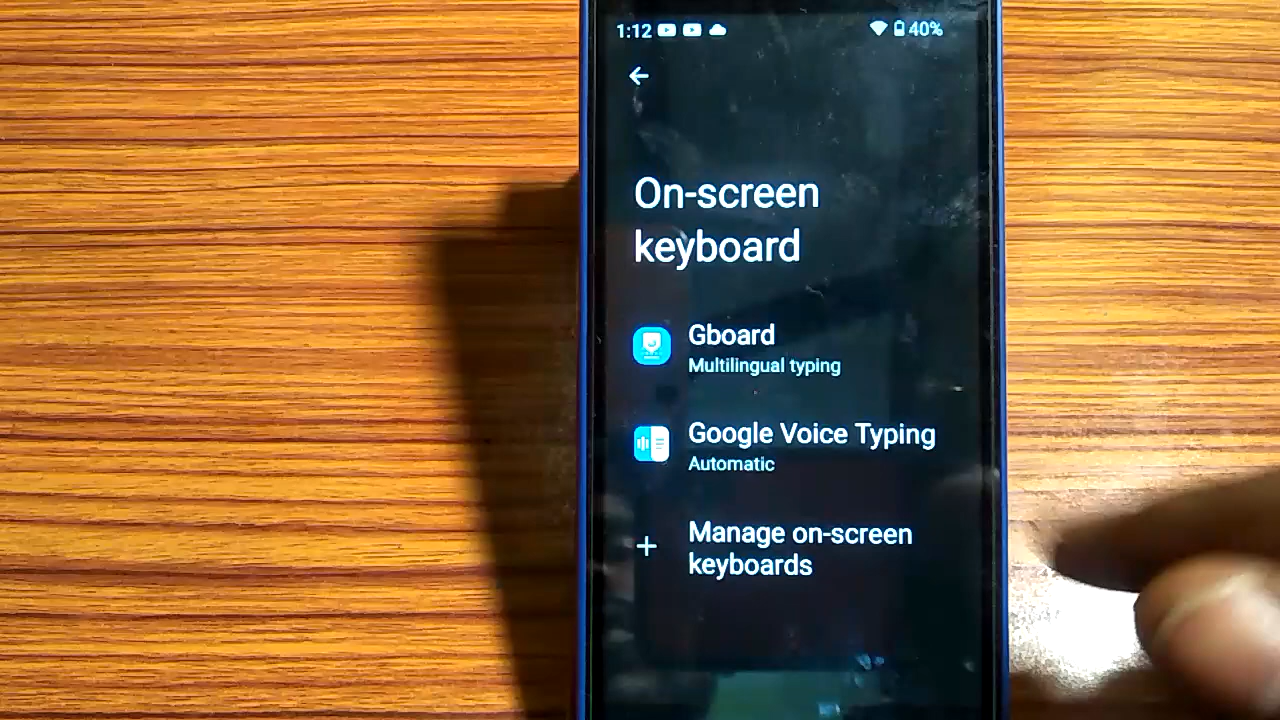 1:12 40%
On-screen
keyboard
Gboard
Multilingual typing
Google Voice Typing
Automatic
Manage on-screen
keyboards